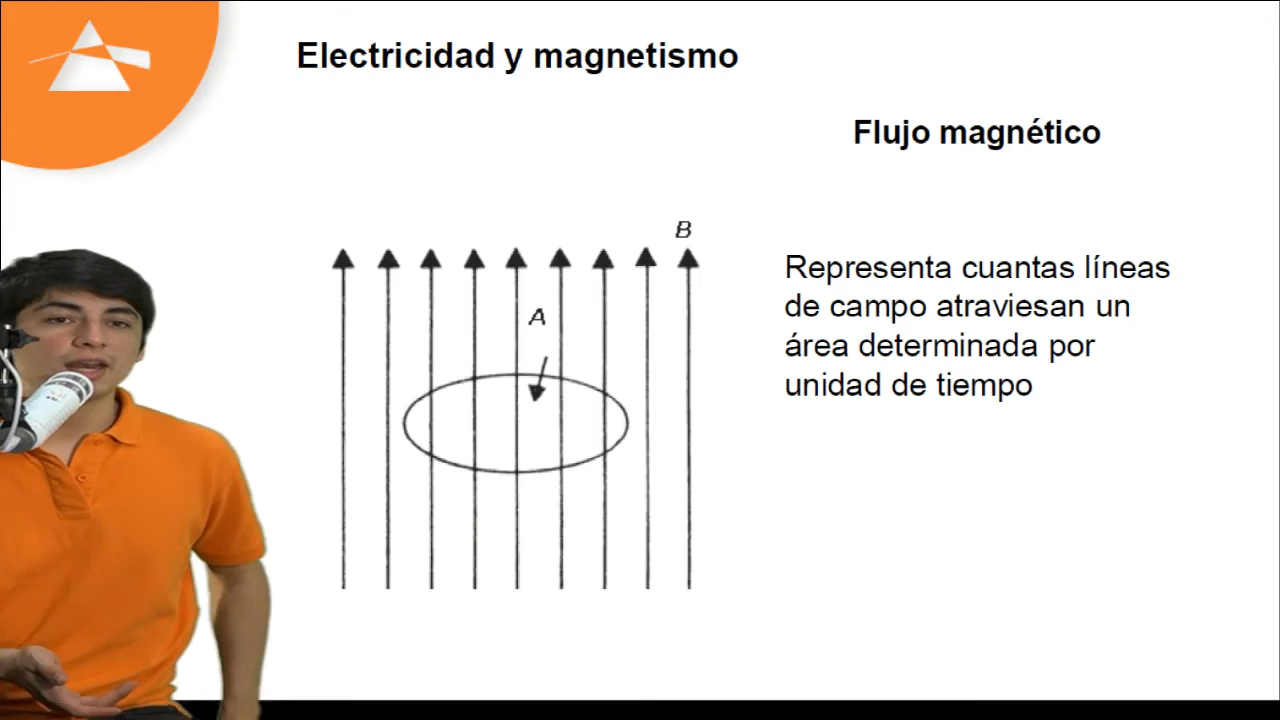 Electricidad y magnetismo
Flujo magnético
B
A
Representa cuantas líneas
de campo atraviesan un
área determinada por
unidad de tiempo